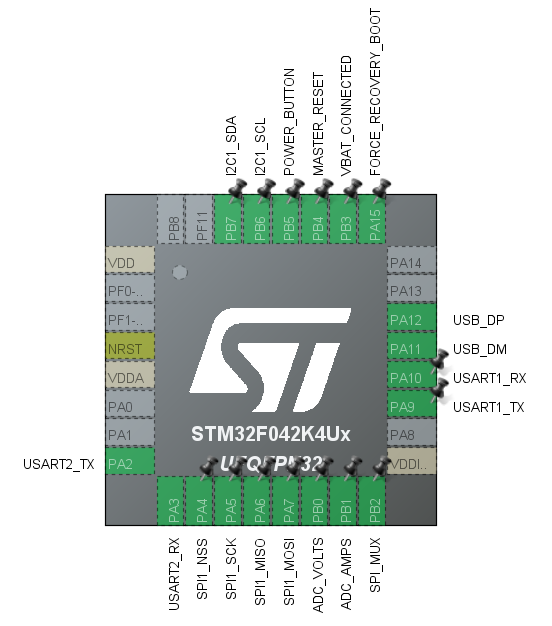 I2C1_SDA
I2C1_SCL
POWER_BUTTON
MASTER_RESET
VBAT_CONNECTED
FORCE_RECOVERY_BOOT
PB8
PF11
PB7
PB6
PB5
PB4
PB3
PA15
VDD
PF0-..
PF1-..
NRST
VDDA
PA0
PA1
USART2_TX PA2
PA14
PA13
PA12 USB_DP
PA11 USB_DM
PA10 USART1_RX
PA9 USART1_TX
PA8
VDDI..
STM32F042K4Ux
UFQFPN32
PA3
PA4
PA5
PA6
PA7
PB0
PB1
PB2
USART2_RX
SPI1_NSS
SPI1_SCK
SPI1_MISO
SPI1_MOSI
ADC_VOLTS
ADC_AMPS
SPI_MUX